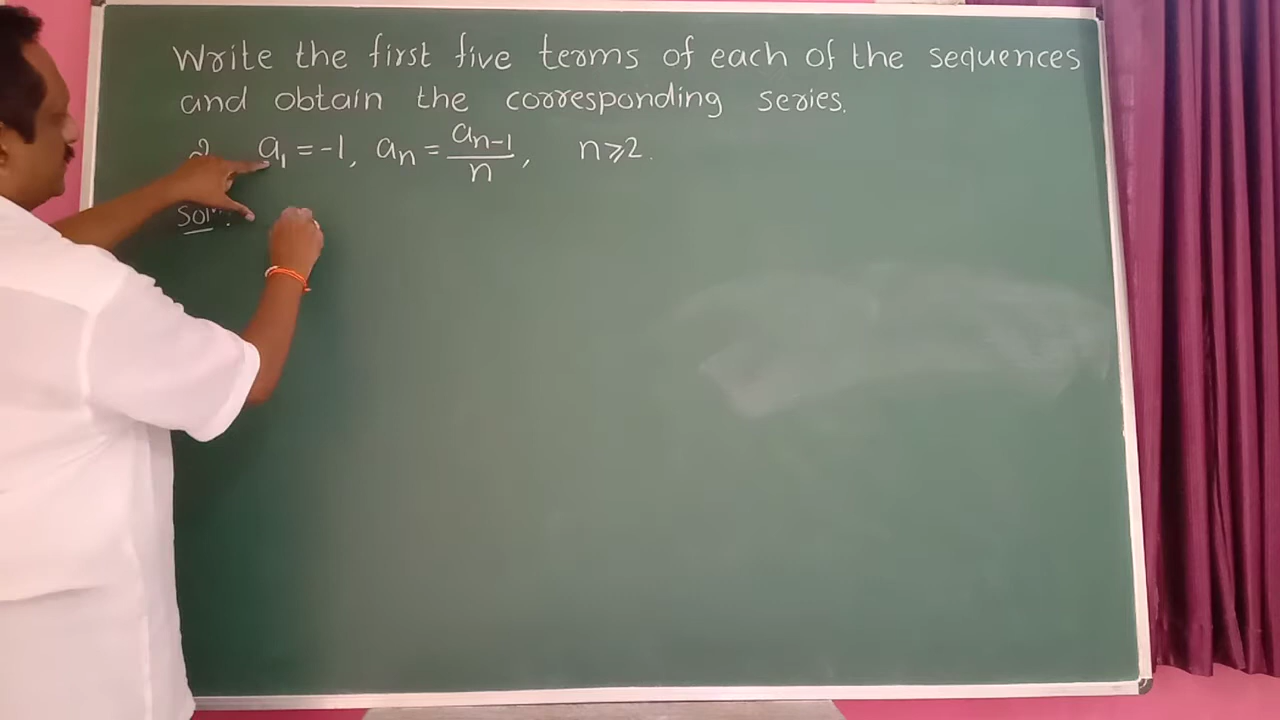 Write the first five terms of each of the sequences
and obtain the corresponding series.
a₁ = -1, aₙ = aₙ₋₁/n, n ⩾ 2.
Solⁿ: